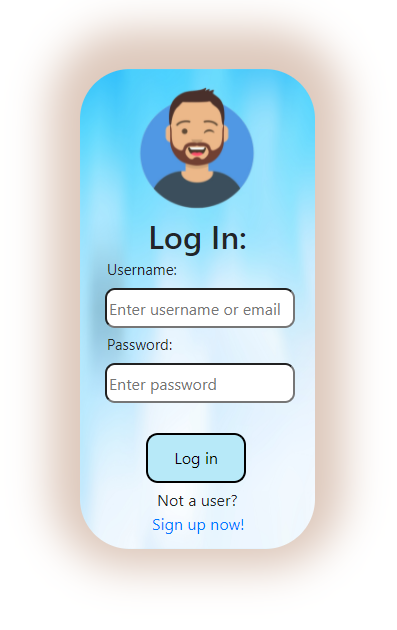 Log In:
Username:
Enter username or email
Password:
Enter password
Log in
Not a user?
Sign up now!